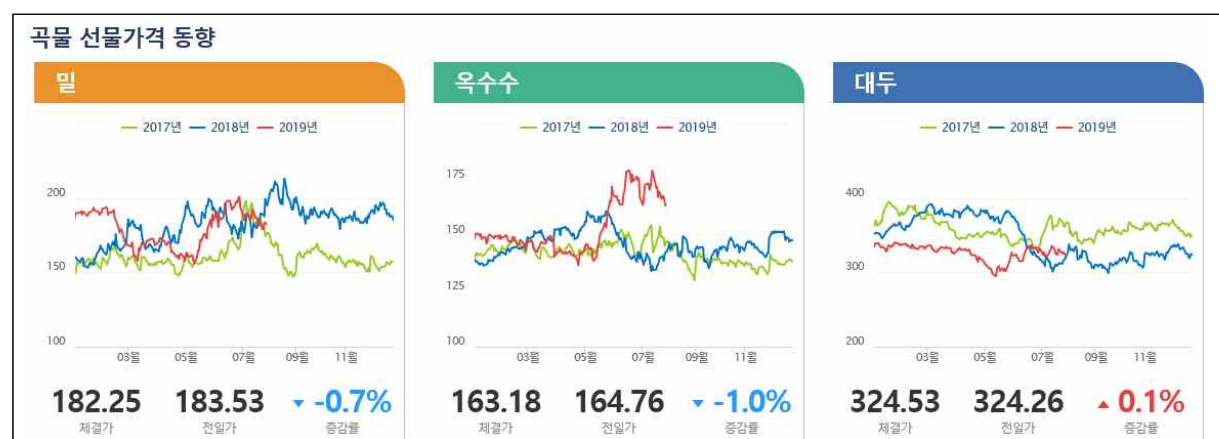 곡물 선물가격 동향
밀
2017년 2018년 2019년
200
150
100
03월 05월 07월 09월 11월
182.25 183.53 ▼ -0.7%
체결가 전일가 증감률
옥수수
2017년 2018년 2019년
175
150
125
100
03월 05월 07월 09월 11월
163.18 164.76 ▼ -1.0%
체결가 전일가 증감률
대두
2017년 2018년 2019년
400
300
200
03월 05월 07월 09월 11월
324.53 324.26 ▲ 0.1%
체결가 전일가 증감률